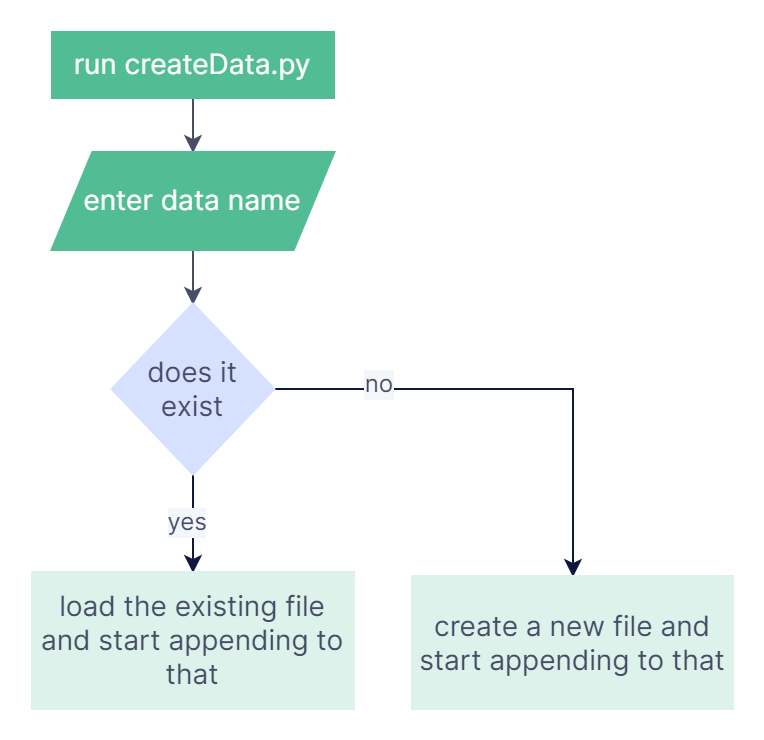 run createData.py
enter data name
does it
exist
no
yes
load the existing file
and start appending to
that
create a new file and
start appending to that